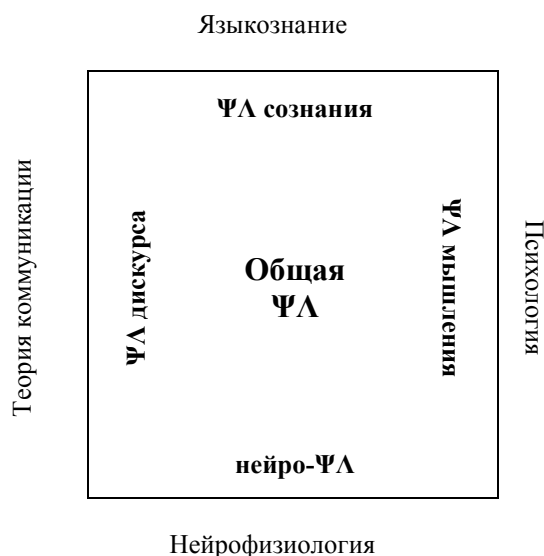 Языкознание
ΨΛ сознания
Теория коммуникации
ΨΛ дискурса
Общая
ΨΛ
ΨΛ мышления
Психология
нейро-ΨΛ
Нейрофизиология